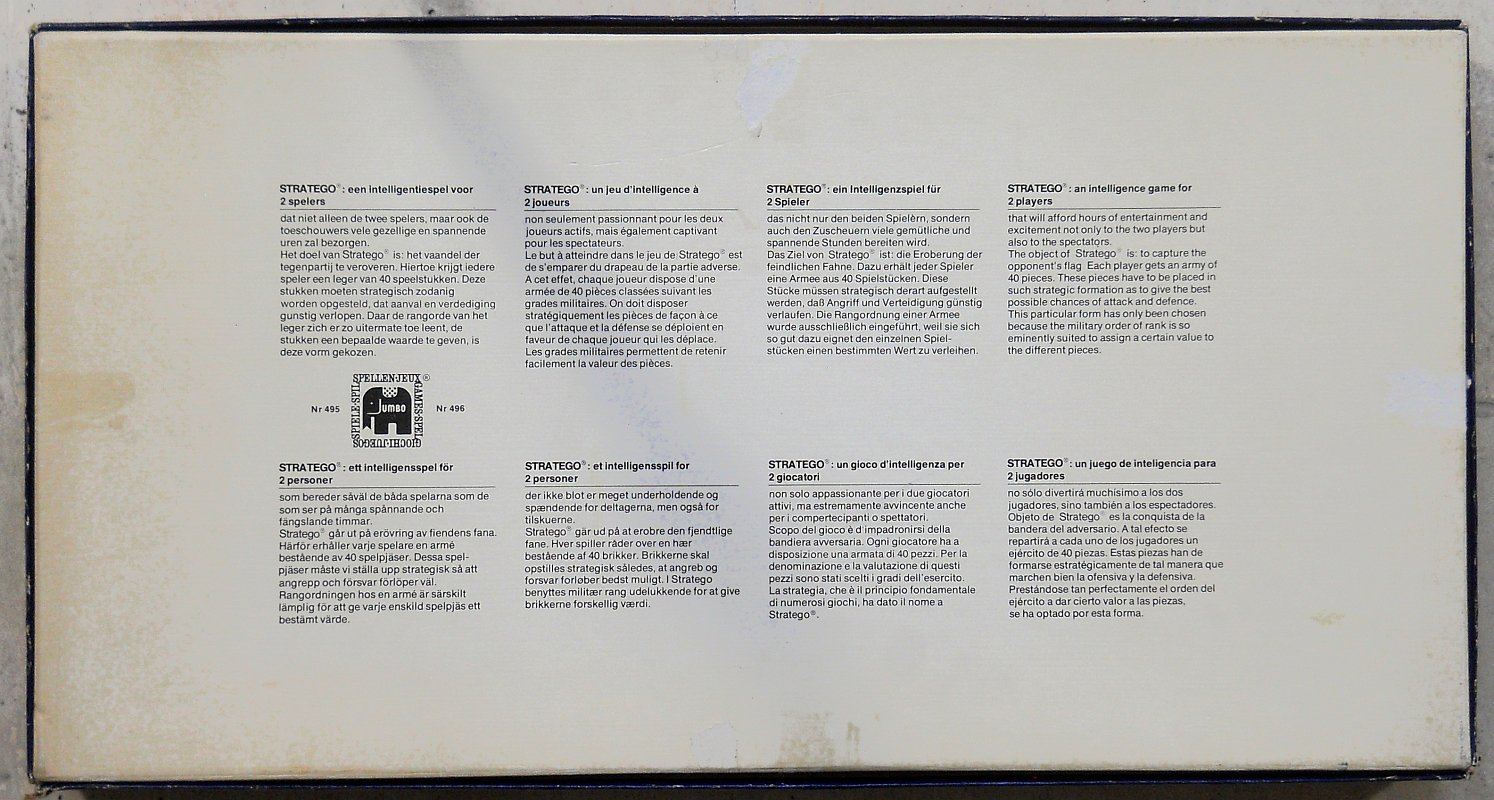 STRATEGO®: een intelligentiespel voor
2 spelers
dat niet alleen de twee spelers, maar ook de
toeschouwers vele gezellige en spannende
uren zal bezorgen.
Het doel van Stratego® is: het vaandel der
tegenpartij te veroveren. Hiertoe krijgt iedere
speler een leger van 40 speelstukken. Deze
stukken moeten strategisch zodanig
worden opgesteld, dat aanval en verdediging
gunstig verlopen. Daar de rangorde van het
leger zich er zo uitermate toe leent, de
stukken een bepaalde waarde te geven, is
deze vorm gekozen.
STRATEGO®: un jeu d'intelligence à
2 joueurs
non seulement passionnant pour les deux
joueurs actifs, mais également captivant
pour les spectateurs.
Le but à atteindre dans le jeu de Stratego® est
de s'emparer du drapeau de la partie adverse.
A cet effet, chaque joueur dispose d'une
armée de 40 pièces classées suivant les
grades militaires. On doit disposer
stratégiquement les pièces de façon à ce
que l'attaque et la défense se déploient en
faveur de chaque joueur qui les déplace.
Les grades militaires permettent de retenir
facilement la valeur des pièces.
STRATEGO®: ein Intelligenzspiel für
2 Spieler
das nicht nur den beiden Spielèrn, sondern
auch den Zuscheuern viele gemütliche und
spannende Stunden bereiten wird.
Das Ziel von Stratego® ist: die Eroberung der
feindlichen Fahne. Dazu erhält jeder Spieler
eine Armee aus 40 Spielstücken. Diese
Stücke müssen strategisch derart aufgestellt
werden, daß Angriff und Verteidigung günstig
verlaufen. Die Rangordnung einer Armee
wurde ausschließlich eingeführt, weil sie sich
so gut dazu eignet den einzelnen Spiel-
stücken einen bestimmten Wert zu verleihen.
STRATEGO®: an intelligence game for
2 players
that will afford hours of entertainment and
excitement not only to the two players but
also to the spectators.
The object of Stratego® is: to capture the
opponent's flag Each player gets an army of
40 pieces. These pieces have to be placed in
such strategic formation as to give the best
possible chances of attack and defence.
This particular form has only been chosen
because the military order of rank is so
eminently suited to assign a certain value to
the different pieces.
Nr 495
SPELLEN·JEUX®
GAMES·SPEL
GIOCHI·JUEGOS
SPIELE·SPIL
JUMBO
Nr 496
STRATEGO®: ett intelligensspel för
2 personer
som bereder såväl de båda spelarna som de
som ser på många spånnande och
fängslande timmar.
Stratego® går ut på erövring av fiendens fana.
Härför erhåller varje spelare en armé
bestående av 40 spelpjäser. Dessa spel-
pjäser måste vi ställa upp strategisk så att
angrepp och försvar förlöper väl.
Rangordningen hos en armé är särskilt
lämplig för att ge varje enskild spelpjäs ett
bestämt värde.
STRATEGO®: et intelligensspil for
2 personer
der ikke blot er meget underholdende og
spændende for deltagerna, men også for
tilskuerne.
Stratego® går ud på at erobre den fjendtlige
fane. Hver spiller råder over en hær
bestående af 40 brikker. Brikkerne skal
opstilles strategisk således, at angreb og
forsvar forløber bedst muligt. I Stratego
benyttes militær rang udelukkende for at give
brikkerne forskellig værdi.
STRATEGO®: un gioco d'intelligenza per
2 giocatori
non solo appassionante per i due giocatori
attivi, ma estremamente avvincente anche
per i compertecipanti o spettatori.
Scopo del gioco è d'impadronirsi della
bandiera avversaria. Ogni giocatore ha a
disposizione una armata di 40 pezzi. Per la
denominazione e la valutazione di questi
pezzi sono stati scelti i gradi dell'esercito.
La strategia, che è il principio fondamentale
di numerosi giochi, ha dato il nome a
Stratego®.
STRATEGO®: un juego de inteligencia para
2 jugadores
no sólo divertirá muchísimo a los dos
jugadores, sino también a los espectadores.
Objeto de Stratego® es la conquista de la
bandera del adversario. A tal efecto se
repartirá a cada uno de los jugadores un
ejército de 40 piezas. Estas piezas han de
formarse estratégicamente de tal manera que
marchen bien la ofensiva y la defensiva.
Prestándose tan perfectamente el orden del
ejército a dar cierto valor a las piezas,
se ha optado por esta forma.